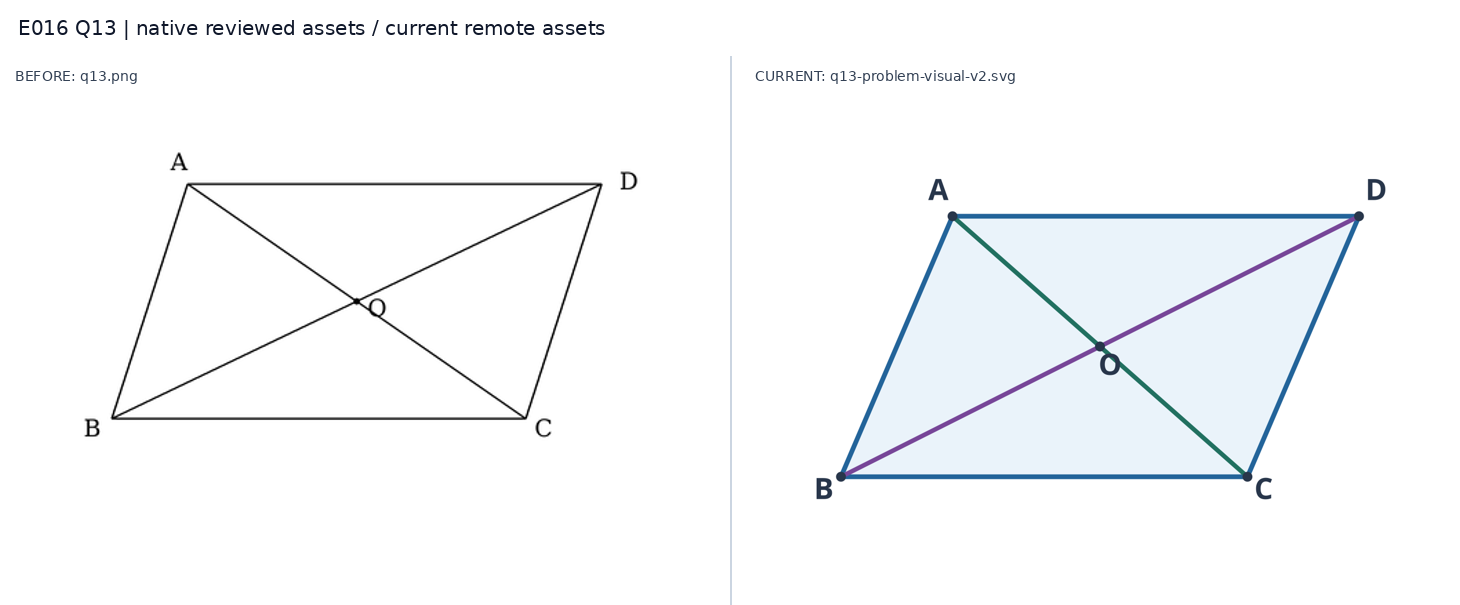 E016 Q13 | native reviewed assets / current remote assets
BEFORE: q13.png
A
D
O
B
C
CURRENT: q13-problem-visual-v2.svg
A
D
O
B
C